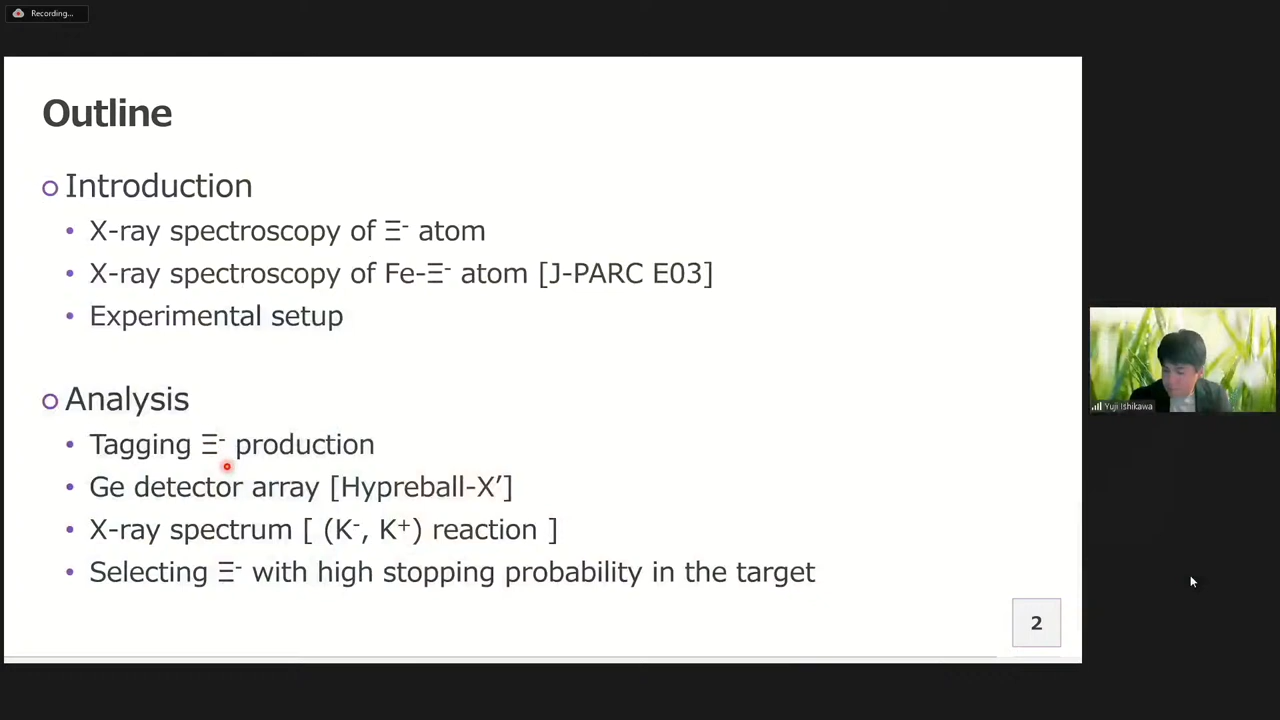 Recording...
Outline
Introduction
X-ray spectroscopy of Ξ⁻ atom
X-ray spectroscopy of Fe-Ξ⁻ atom [J-PARC E03]
Experimental setup
Analysis
Tagging Ξ⁻ production
Ge detector array [Hypreball-X’]
X-ray spectrum [ (K⁻, K⁺) reaction ]
Selecting Ξ⁻ with high stopping probability in the target
2
Yuji Ishikawa